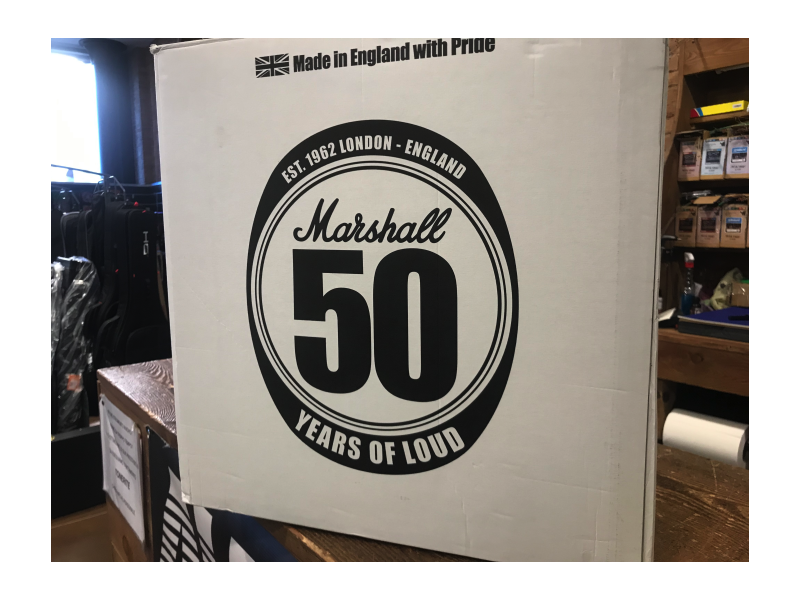 Made in England with Pride
EST. 1962 LONDON - ENGLAND
Marshall
50
YEARS OF LOUD